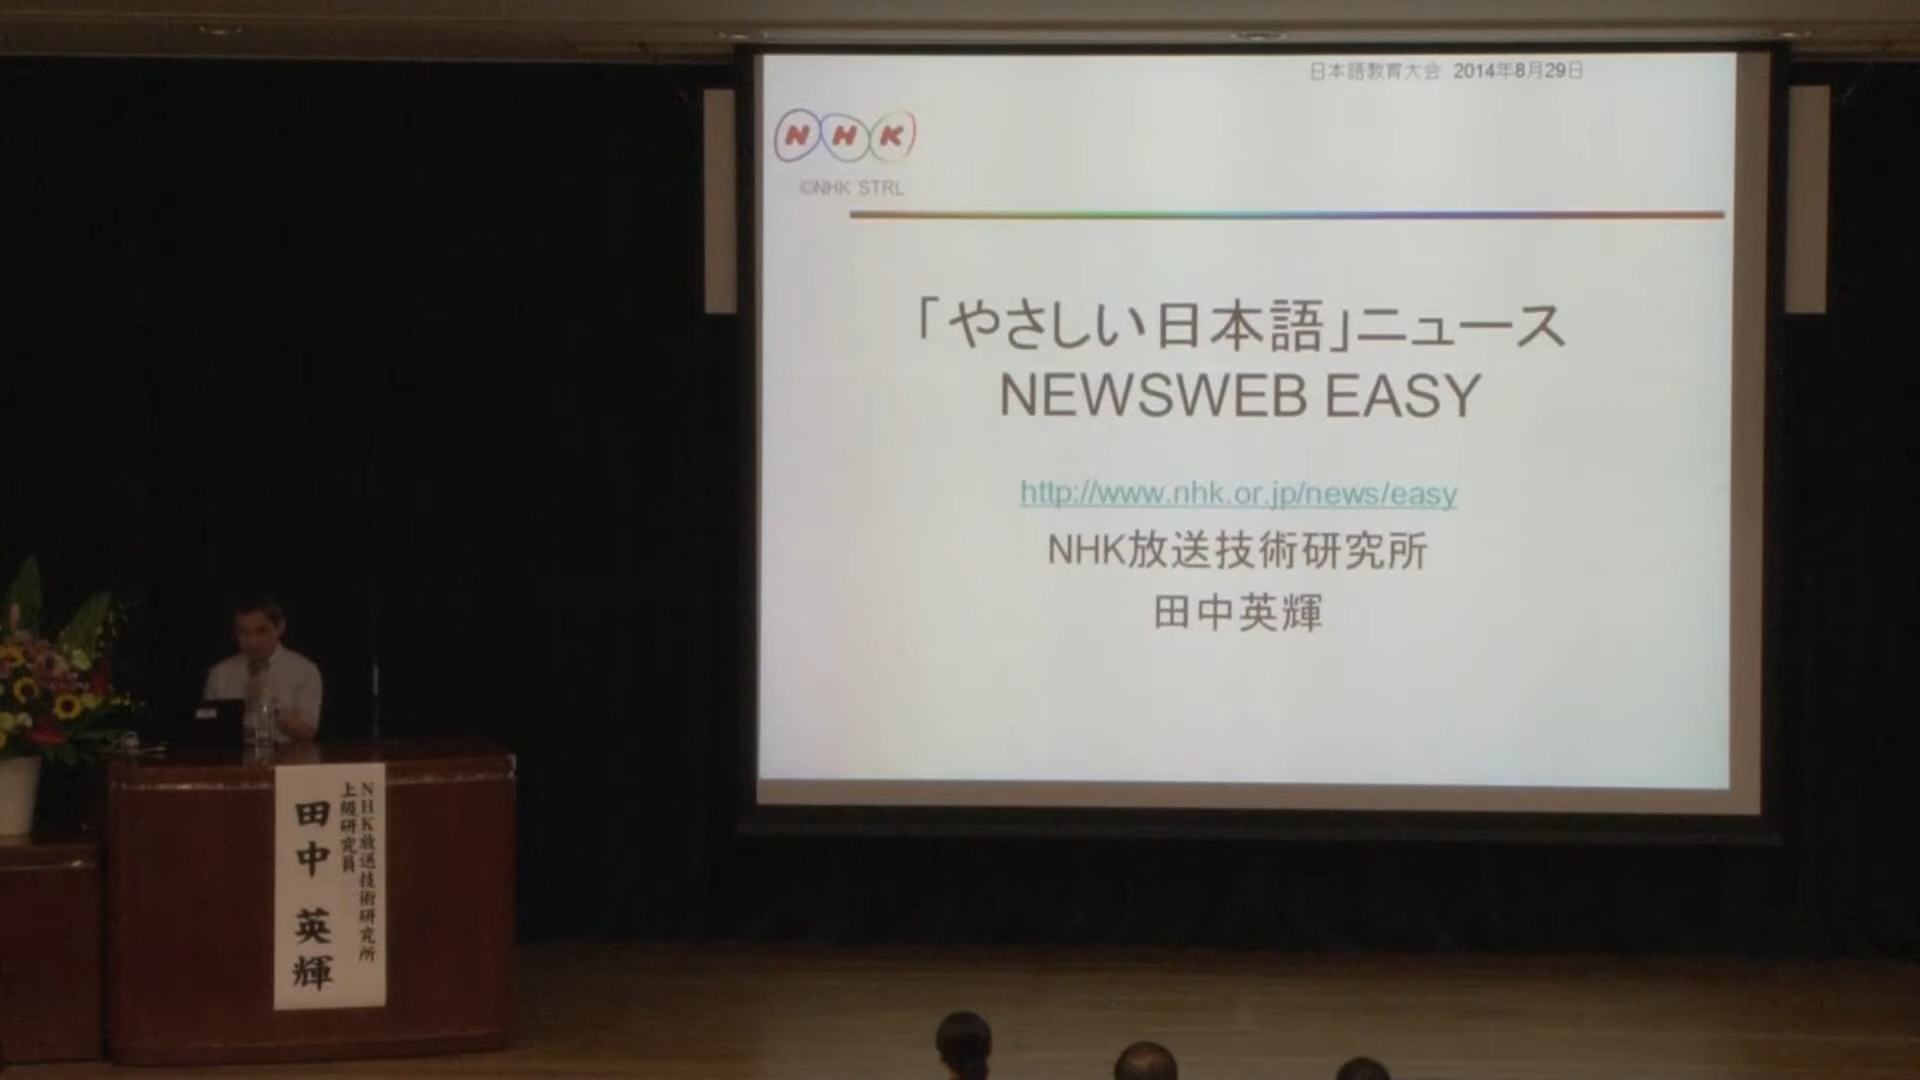 日本語教育大会 2014年8月29日
NHK
©NHK STRL
「やさしい日本語」ニュース
NEWSWEB EASY
http://www.nhk.or.jp/news/easy
NHK放送技術研究所
田中英輝
NHK放送技術研究所
上級研究員
田中 英輝